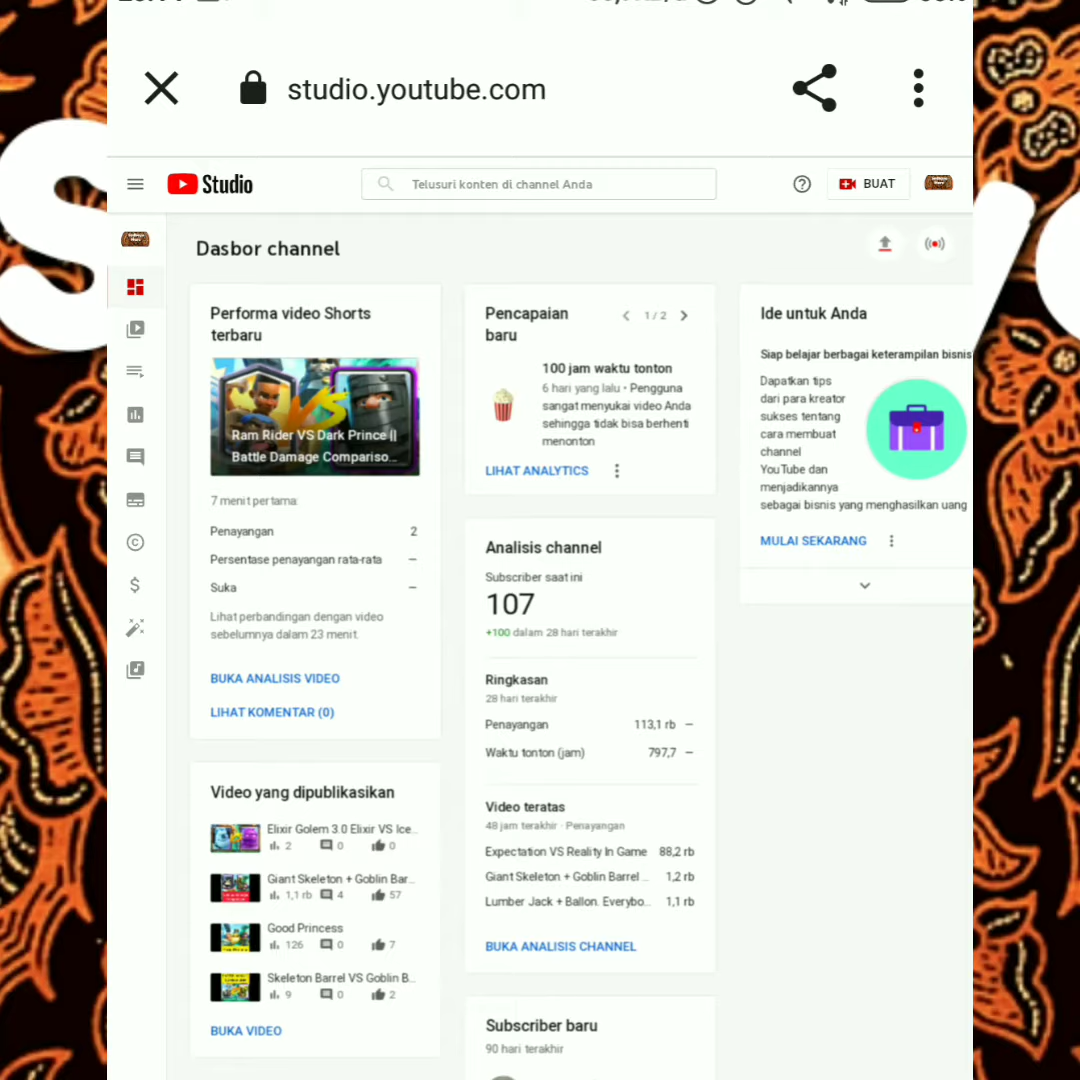 studio.youtube.com
Studio
Telusuri konten di channel Anda
BUAT
Dasbor channel
Performa video Shorts
terbaru
VS
Ram Rider VS Dark Prince ||
Battle Damage Compariso...
7 menit pertama:
Penayangan 2
Persentase penayangan rata-rata –
Suka –
Lihat perbandingan dengan video
sebelumnya dalam 23 menit.
BUKA ANALISIS VIDEO
LIHAT KOMENTAR (0)
Video yang dipublikasikan
Elixir Golem 3.0 Elixir VS Ice...
2 0 0
Giant Skeleton + Goblin Bar...
1,1 rb 4 57
Good Princess
126 0 7
Skeleton Barrel VS Goblin B...
9 0 2
BUKA VIDEO
Pencapaian
baru
1 / 2
100 jam waktu tonton
6 hari yang lalu • Pengguna
sangat menyukai video Anda
sehingga tidak bisa berhenti
menonton
LIHAT ANALYTICS
Analisis channel
Subscriber saat ini
107
+100 dalam 28 hari terakhir
Ringkasan
28 hari terakhir
Penayangan 113,1 rb –
Waktu tonton (jam) 797,7 –
Video teratas
48 jam terakhir · Penayangan
Expectation VS Reality In Game 88,2 rb
Giant Skeleton + Goblin Barrel ... 1,2 rb
Lumber Jack + Ballon. Everybo... 1,1 rb
BUKA ANALISIS CHANNEL
Subscriber baru
90 hari terakhir
Ide untuk Anda
Siap belajar berbagai keterampilan bisnis
Dapatkan tips
dari para kreator
sukses tentang
cara membuat
channel
YouTube dan
menjadikannya
sebagai bisnis yang menghasilkan uang
MULAI SEKARANG